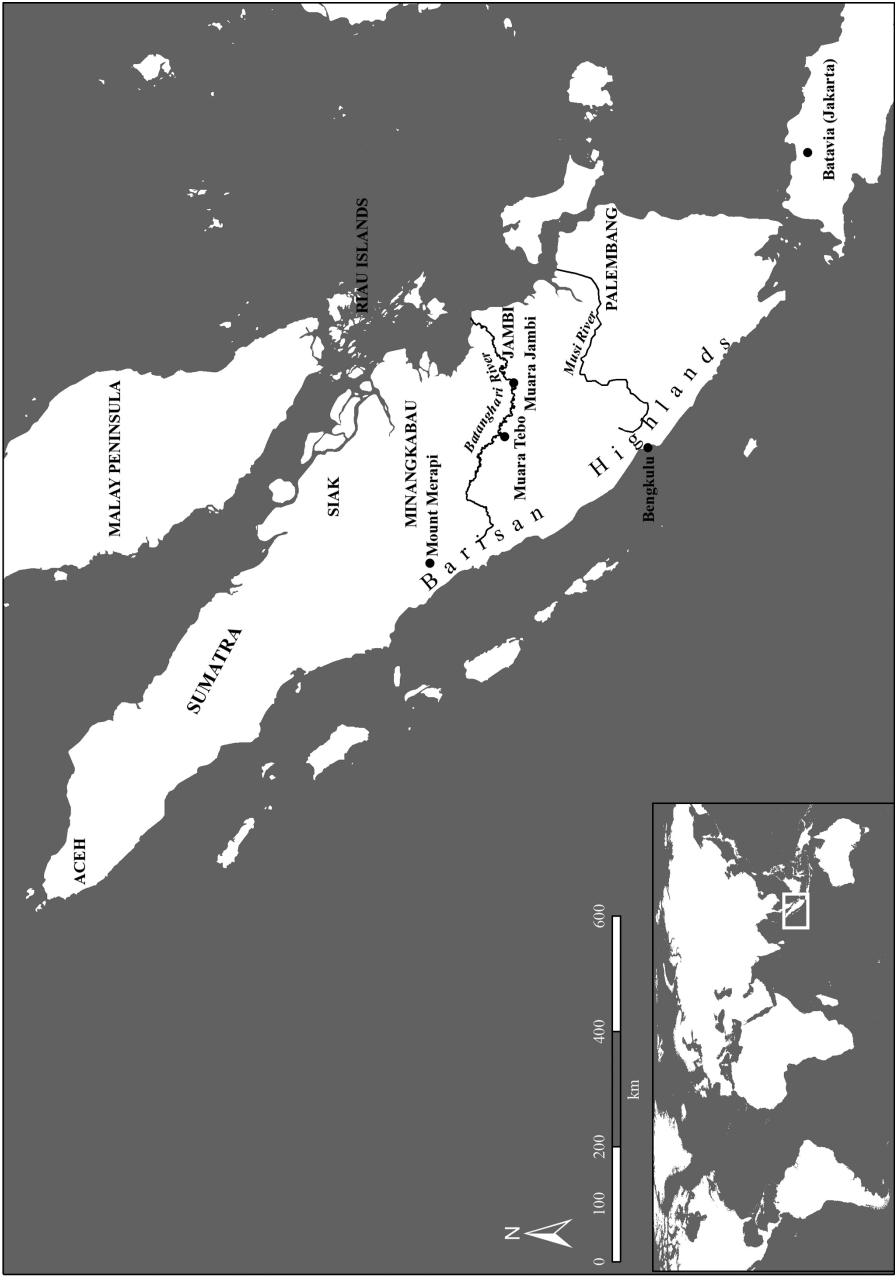 MALAY PENINSULA
RIAU ISLANDS
ACEH
SUMATRA
SIAK
MINANGKABAU
Mount Merapi
Batanghari River
JAMBI
Muara Tebo
Muara Jambi
Barisan Highlands
Musi River
PALEMBANG
Bengkulu
Batavia (Jakarta)
N
0 100 200 400 600
km